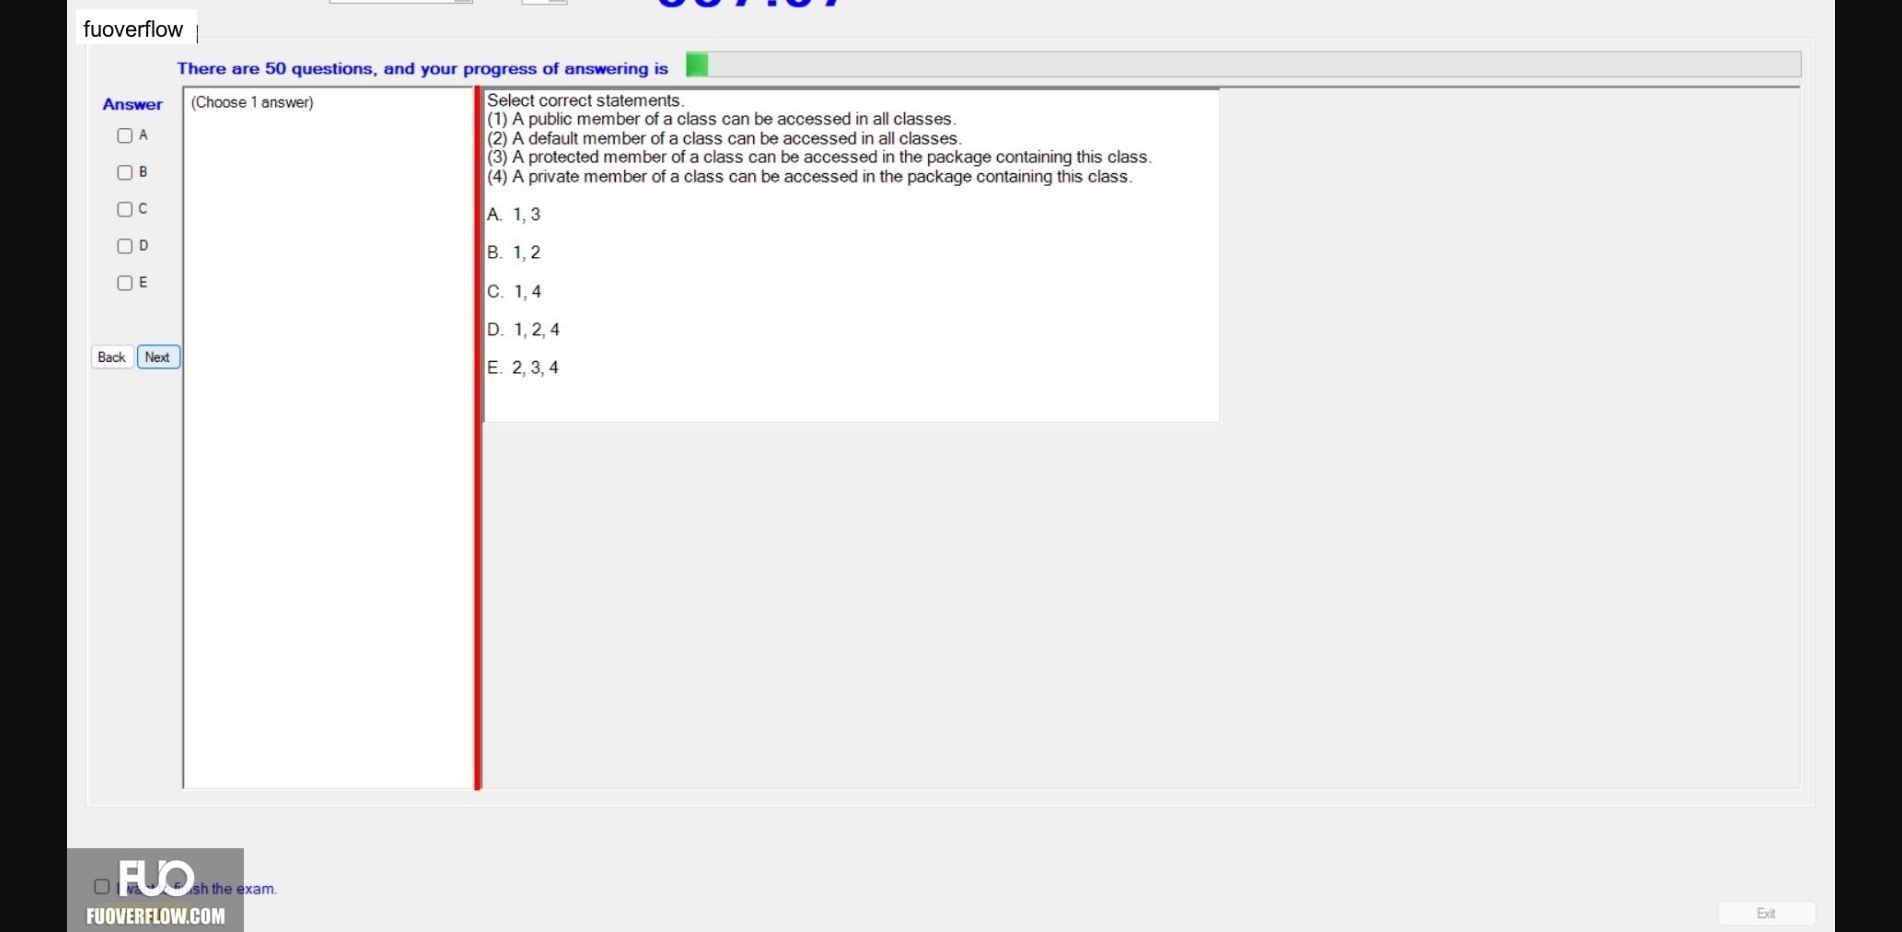 fuoverflow
There are 50 questions, and your progress of answering is
Answer
(Choose 1 answer)
A
B
C
D
E
Back Next
Select correct statements.
(1) A public member of a class can be accessed in all classes.
(2) A default member of a class can be accessed in all classes.
(3) A protected member of a class can be accessed in the package containing this class.
(4) A private member of a class can be accessed in the package containing this class.
A. 1, 3
B. 1, 2
C. 1, 4
D. 1, 2, 4
E. 2, 3, 4
FUO
I want finish the exam.
FUOVERFLOW.COM
Exit